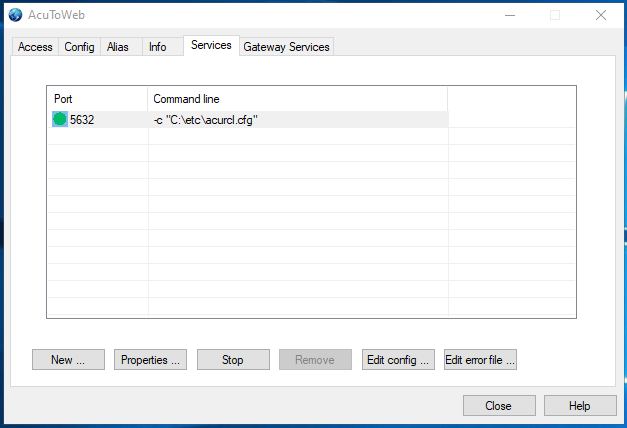 AcuToWeb
Access Config Alias Info Services Gateway Services
Port Command line
5632 -c "C:\etc\acurcl.cfg"
New ... Properties ... Stop Remove Edit config ... Edit error file ...
Close Help